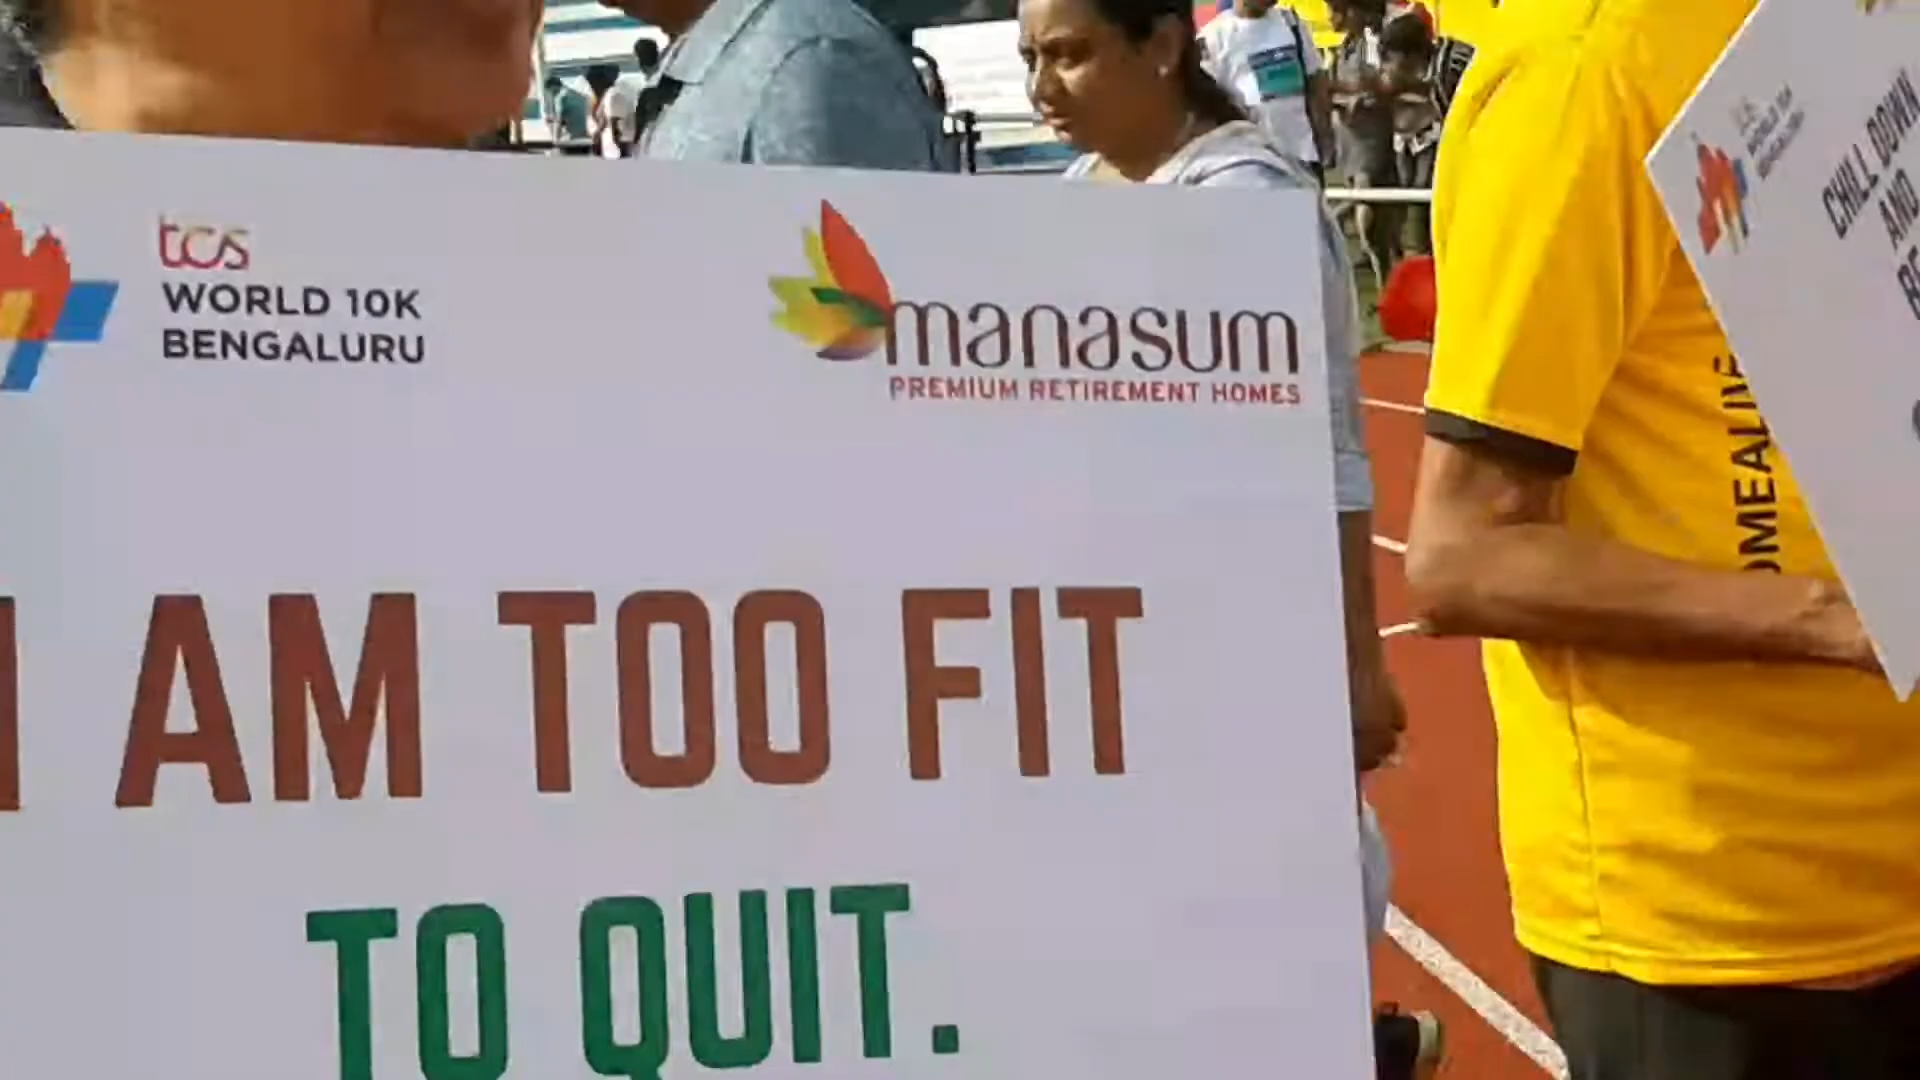 tcs
WORLD 10K
BENGALURU
manasum
PREMIUM RETIREMENT HOMES
I AM TOO FIT
TO QUIT.
CHILL DOWN
AND